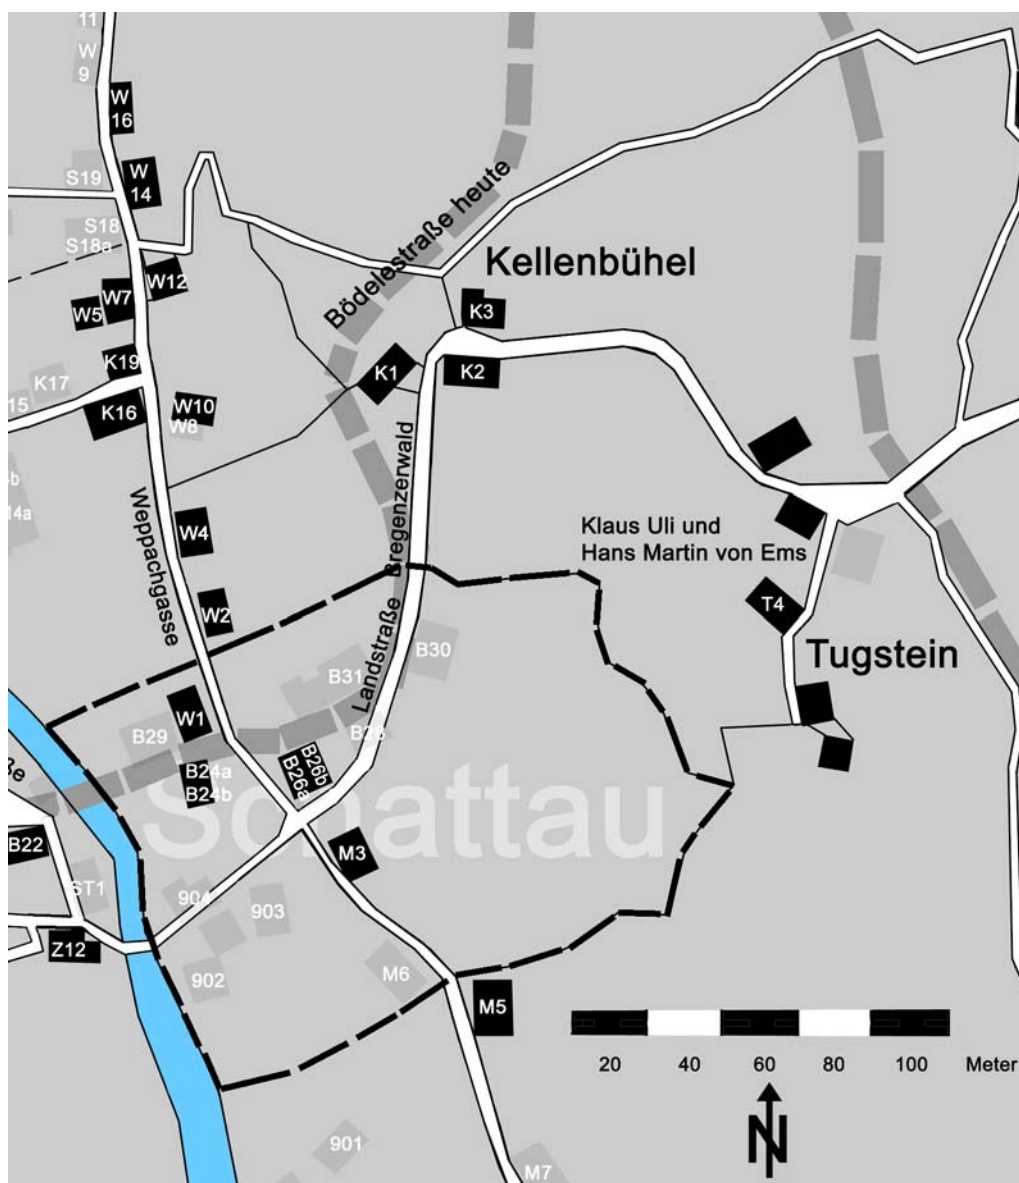 11
W
9
W
16
S19
W
14
S18
S18a
W12
W7
W5
Bödelestraße heute
Kellenbühel
K3
K19
K17
K1
K2
15
K16
W10
W8
4b
14a
W4
Weppachgasse
Landstraße Bregenzerwald
Klaus Uli und
Hans Martin von Ems
T4
Tugstein
W2
B30
B31
W1
B29
B28
B24a
B24b
B26b
B26a
Schattau
ße
B22
M3
ST1
904
903
Z12
902
M6
M5
20 40 60 80 100 Meter
N
901
M7